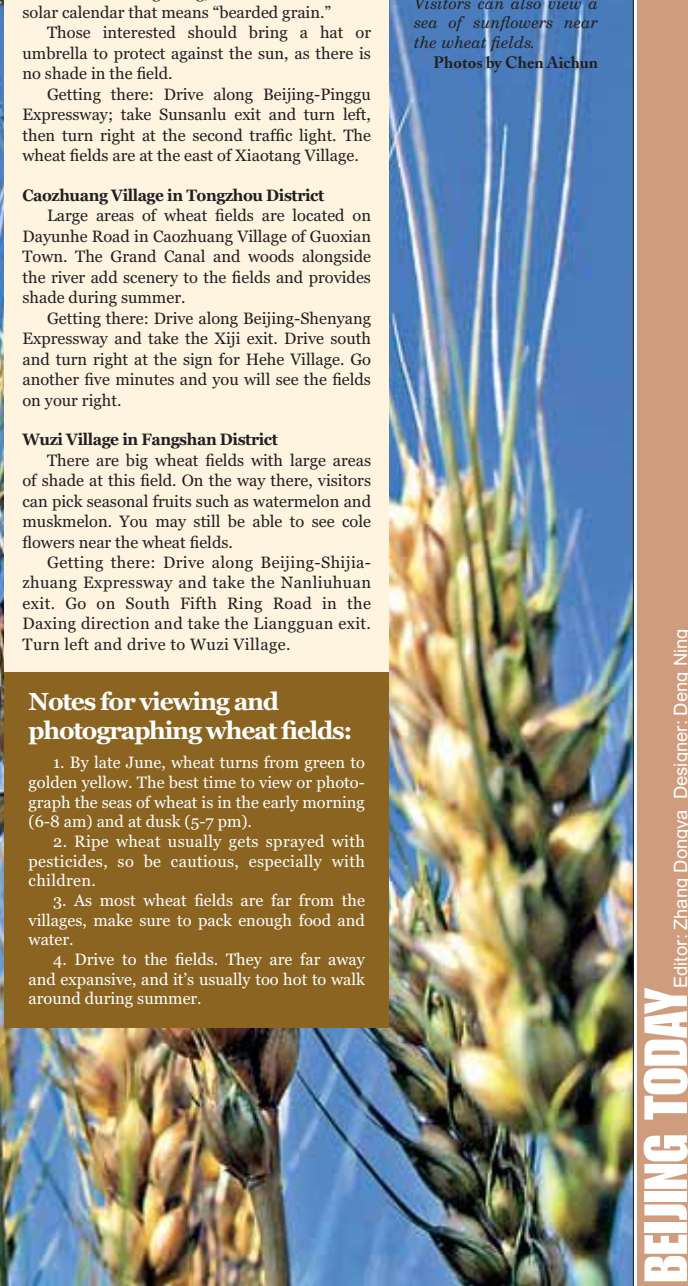 solar calendar that means “bearded grain.”
Those interested should bring a hat or
umbrella to protect against the sun, as there is
no shade in the field.
Getting there: Drive along Beijing-Pinggu
Expressway; take Sunsanlu exit and turn left,
then turn right at the second traffic light. The
wheat fields are at the east of Xiaotang Village.
Caozhuang Village in Tongzhou District
Large areas of wheat fields are located on
Dayunhe Road in Caozhuang Village of Guoxian
Town. The Grand Canal and woods alongside
the river add scenery to the fields and provides
shade during summer.
Getting there: Drive along Beijing-Shenyang
Expressway and take the Xiji exit. Drive south
and turn right at the sign for Hehe Village. Go
another five minutes and you will see the fields
on your right.
Wuzi Village in Fangshan District
There are big wheat fields with large areas
of shade at this field. On the way there, visitors
can pick seasonal fruits such as watermelon and
muskmelon. You may still be able to see cole
flowers near the wheat fields.
Getting there: Drive along Beijing-Shijia-
zhuang Expressway and take the Nanliuhuan
exit. Go on South Fifth Ring Road in the
Daxing direction and take the Liangguan exit.
Turn left and drive to Wuzi Village.
Notes for viewing and
photographing wheat fields:
1. By late June, wheat turns from green to
golden yellow. The best time to view or photo-
graph the seas of wheat is in the early morning
(6-8 am) and at dusk (5-7 pm).
2. Ripe wheat usually gets sprayed with
pesticides, so be cautious, especially with
children.
3. As most wheat fields are far from the
villages, make sure to pack enough food and
water.
4. Drive to the fields. They are far away
and expansive, and it’s usually too hot to walk
around during summer.
Visitors can also view a
sea of sunflowers near
the wheat fields.
Photos by Chen Aichun
Editor: Zhang Dongya Designer: Deng Ning
BEIJING TODAY